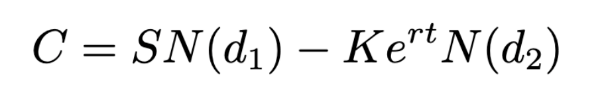 C = SN(d₁) − Ke^{rt}N(d₂)